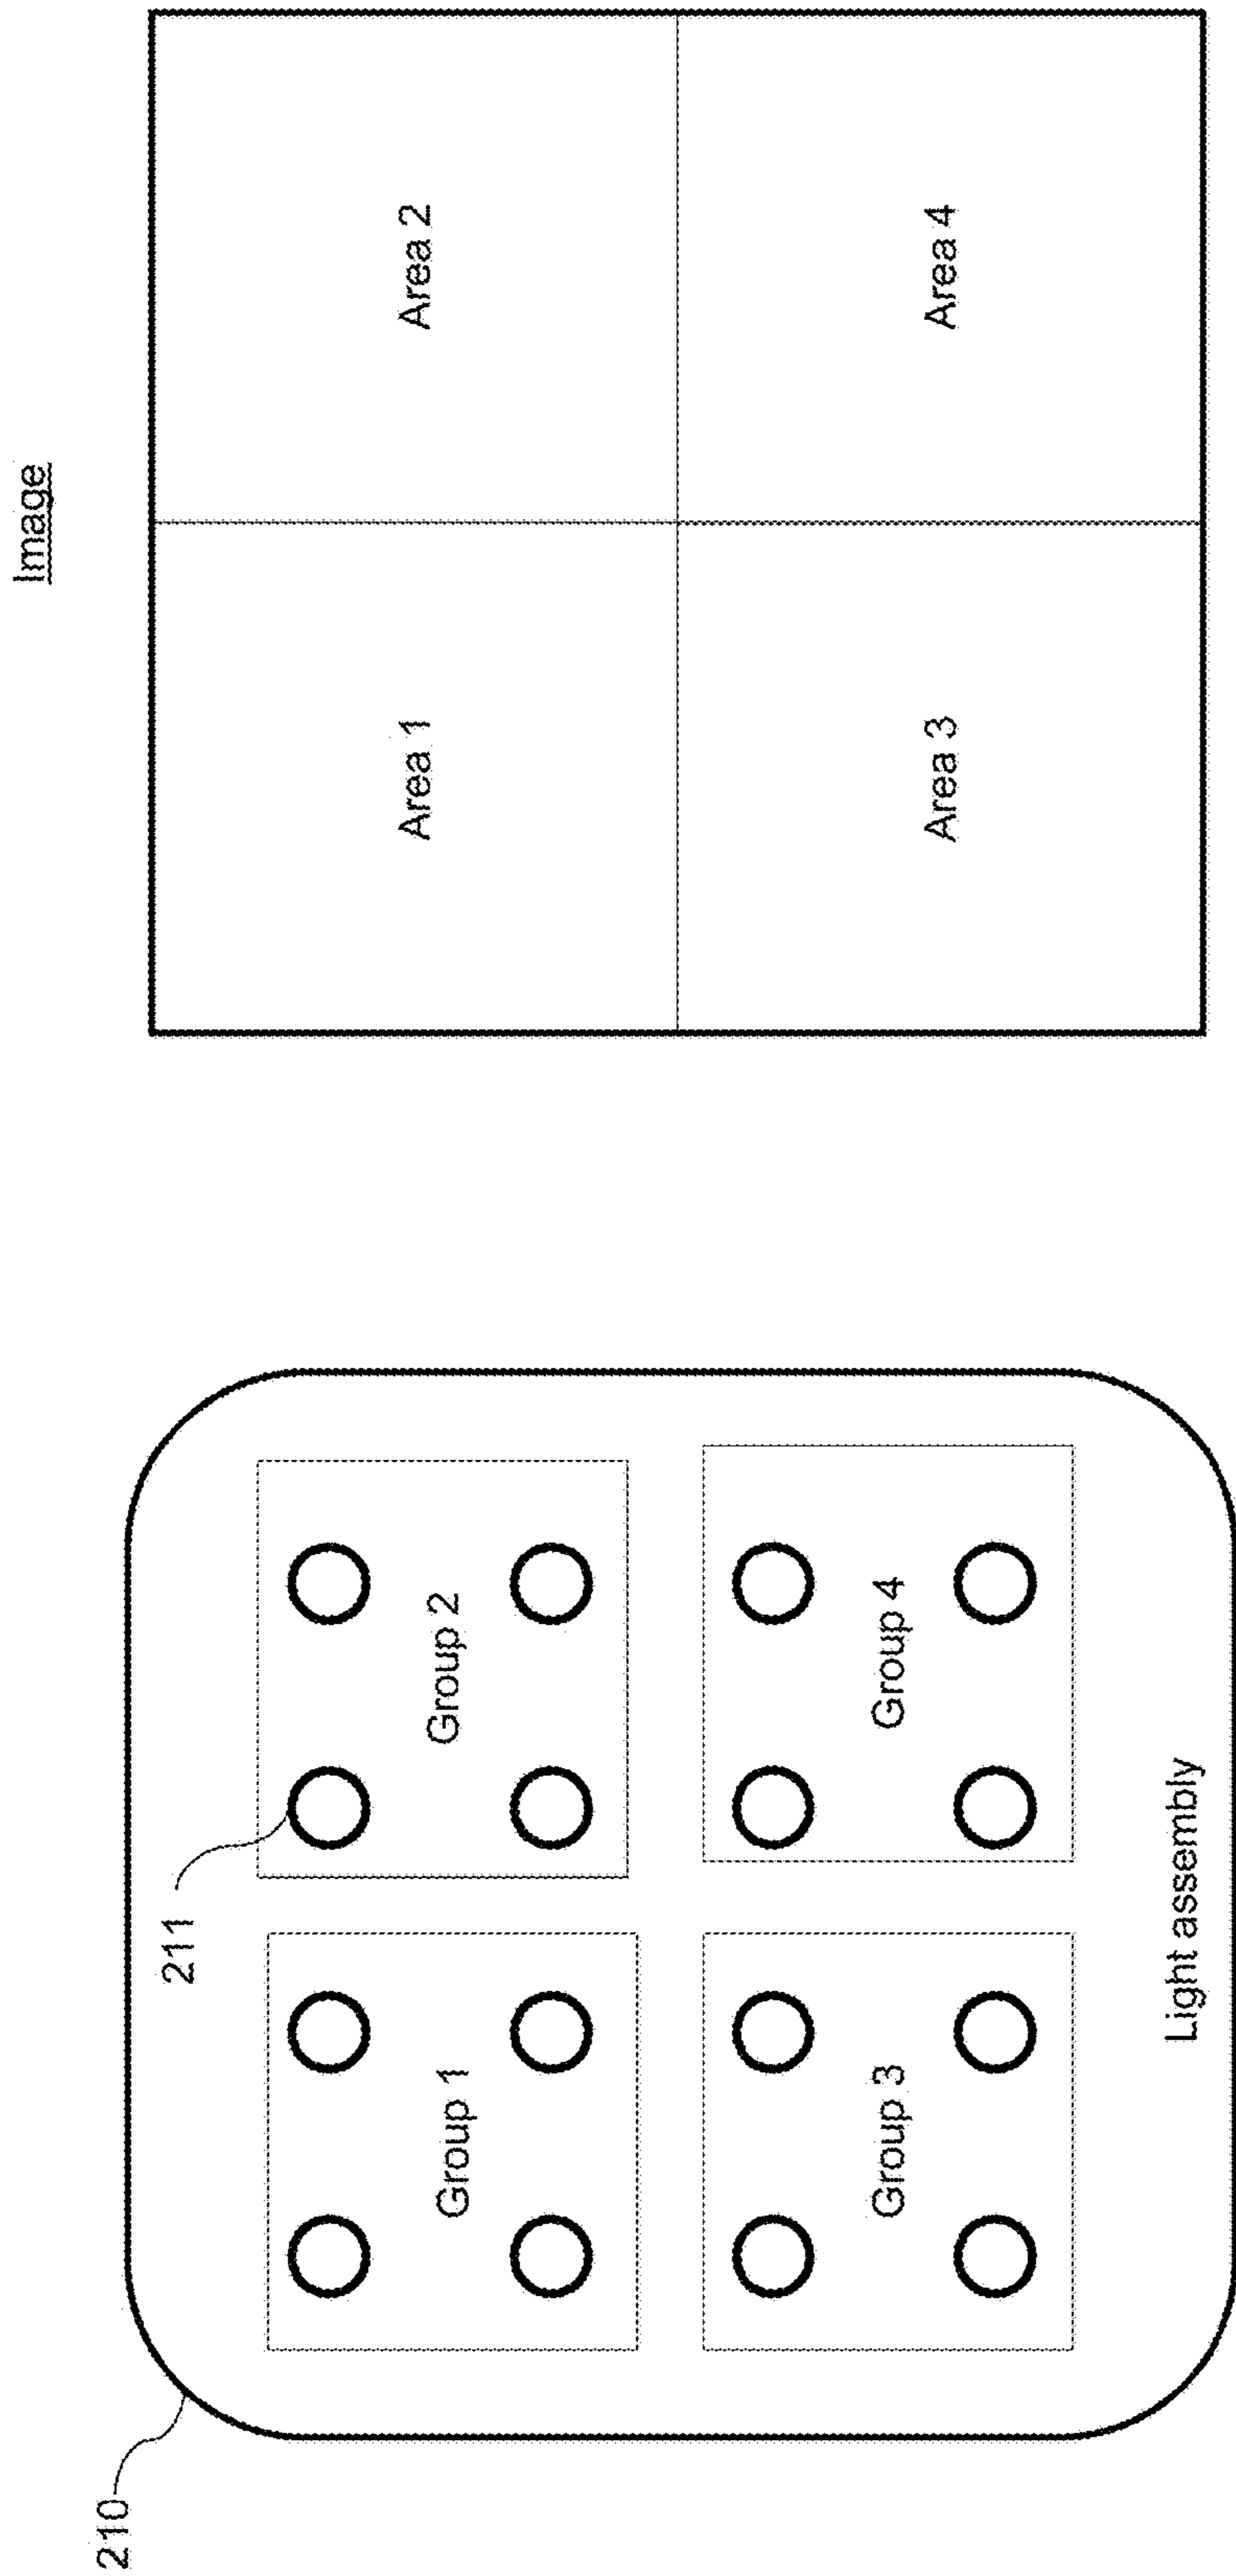 210
211
Group 1
Group 2
Group 3
Group 4
Light assembly
Image
Area 1
Area 2
Area 3
Area 4